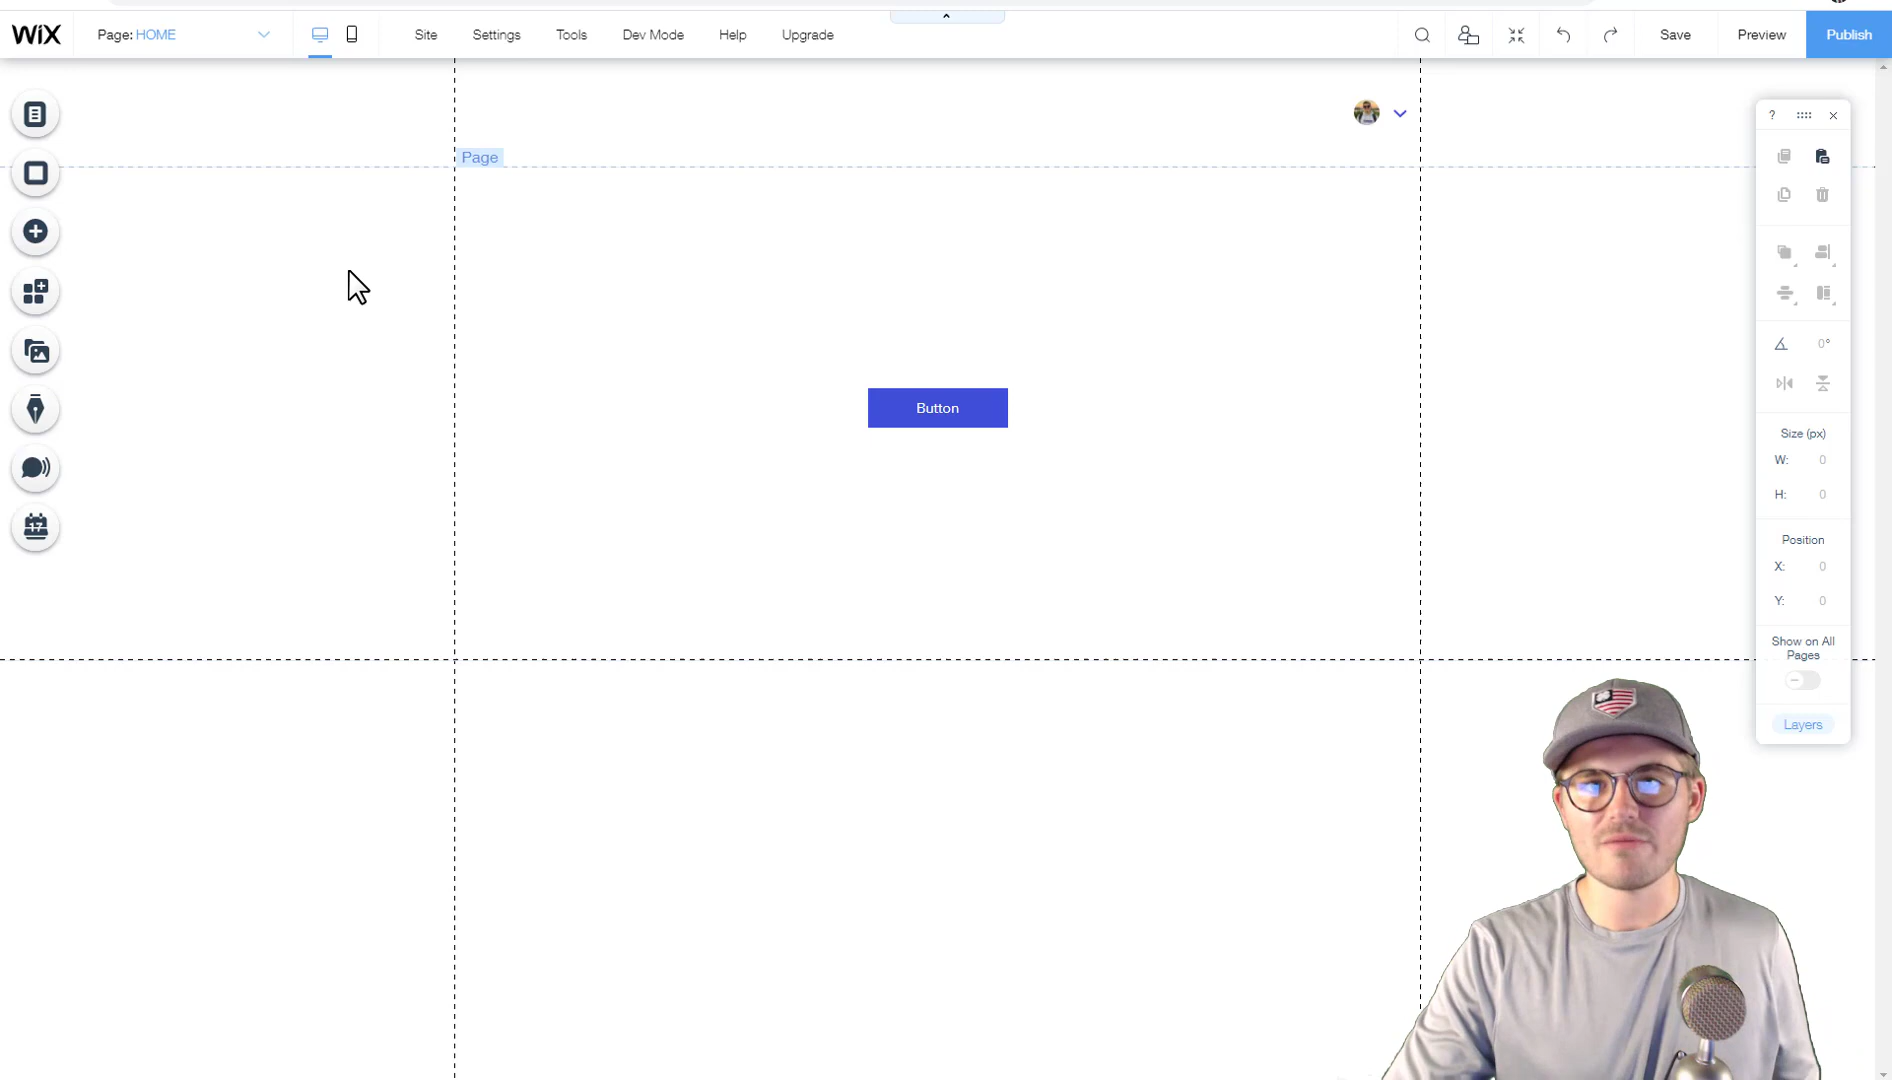 WiX
Page: HOME
Site
Settings
Tools
Dev Mode
Help
Upgrade
Save
Preview
Publish
Page
Button
?
0°
Size (px)
W: 0
H: 0
Position
X: 0
Y: 0
Show on All
Pages
Layers
17